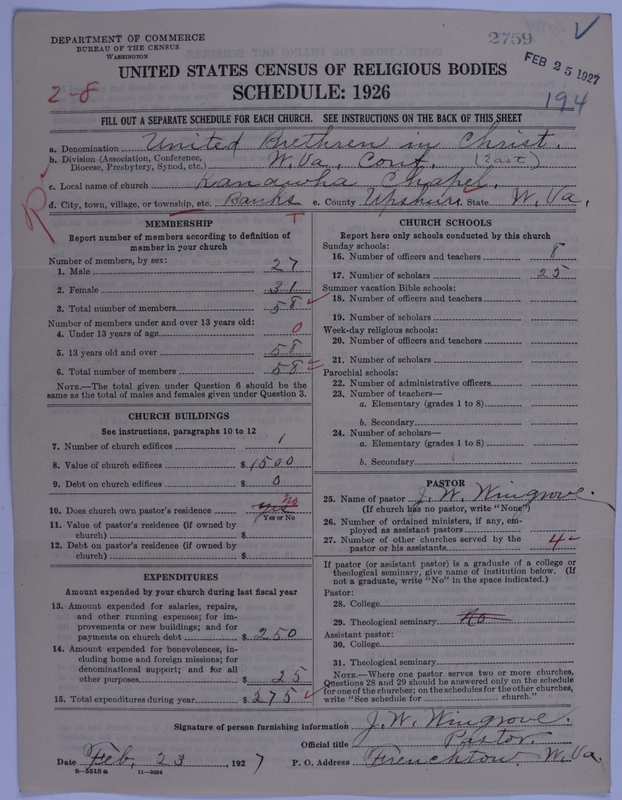 DEPARTMENT OF COMMERCE
BUREAU OF THE CENSUS
WASHINGTON
2759
FEB 25 1927
UNITED STATES CENSUS OF RELIGIOUS BODIES
2-8
SCHEDULE: 1926
194
FILL OUT A SEPARATE SCHEDULE FOR EACH CHURCH. SEE INSTRUCTIONS ON THE BACK OF THIS SHEET
a. Denomination United Brethren in Christ.
b. Division (Association, Conference, Diocese, Presbytery, Synod, etc.) W. Va. Conf. (East)
c. Local name of church Kanawha Chapel
d. City, town, village, or township, etc. Banks e. County Upshur. State W. Va.
MEMBERSHIP
Report number of members according to definition of
member in your church
Number of members, by sex:
1. Male 27
2. Female 31
3. Total number of members 58
Number of members under and over 13 years old:
4. Under 13 years of age 0
5. 13 years old and over 58
6. Total number of members 58
NOTE.—The total given under Question 6 should be the
same as the total of males and females given under Question 3.
CHURCH BUILDINGS
See instructions, paragraphs 10 to 12
7. Number of church edifices 1
8. Value of church edifices $1500
9. Debt on church edifices $ 0
10. Does church own pastor's residence yes no
Yes or No
11. Value of pastor's residence (if owned by
church) $
12. Debt on pastor's residence (if owned by
church) $
EXPENDITURES
Amount expended by your church during last fiscal year
13. Amount expended for salaries, repairs,
and other running expenses; for im-
provements or new buildings; and for
payments on church debt $ 250
14. Amount expended for benevolences, in-
cluding home and foreign missions; for
denominational support; and for all
other purposes $ 25
15. Total expenditures during year $ 275
CHURCH SCHOOLS
Report here only schools conducted by this church
Sunday schools:
16. Number of officers and teachers 8
17. Number of scholars 25
Summer vacation Bible schools:
18. Number of officers and teachers
19. Number of scholars
Week-day religious schools:
20. Number of officers and teachers
21. Number of scholars
Parochial schools:
22. Number of administrative officers
23. Number of teachers—
a. Elementary (grades 1 to 8)
b. Secondary
24. Number of scholars—
a. Elementary (grades 1 to 8)
b. Secondary
PASTOR
25. Name of pastor J. W. Wingrove.
(If church has no pastor, write "None")
26. Number of ordained ministers, if any, em-
ployed as assistant pastors
27. Number of other churches served by the
pastor or his assistants 4
If pastor (or assistant pastor) is a graduate of a college or
theological seminary, give name of institution below. (If
not a graduate, write "No" in the space indicated.)
Pastor:
28. College
29. Theological seminary No
Assistant pastor:
30. College
31. Theological seminary
NOTE.—Where one pastor serves two or more churches,
Questions 28 and 29 should be answered only on the schedule
for one of the churches; on the schedules for the other churches,
write "See schedule for church."
Signature of person furnishing information J. W. Wingrove.
Official title Pastor.
Date Feb. 23, 1927 P. O. Address Frenchton W. Va.
8—5518 a 11—9054